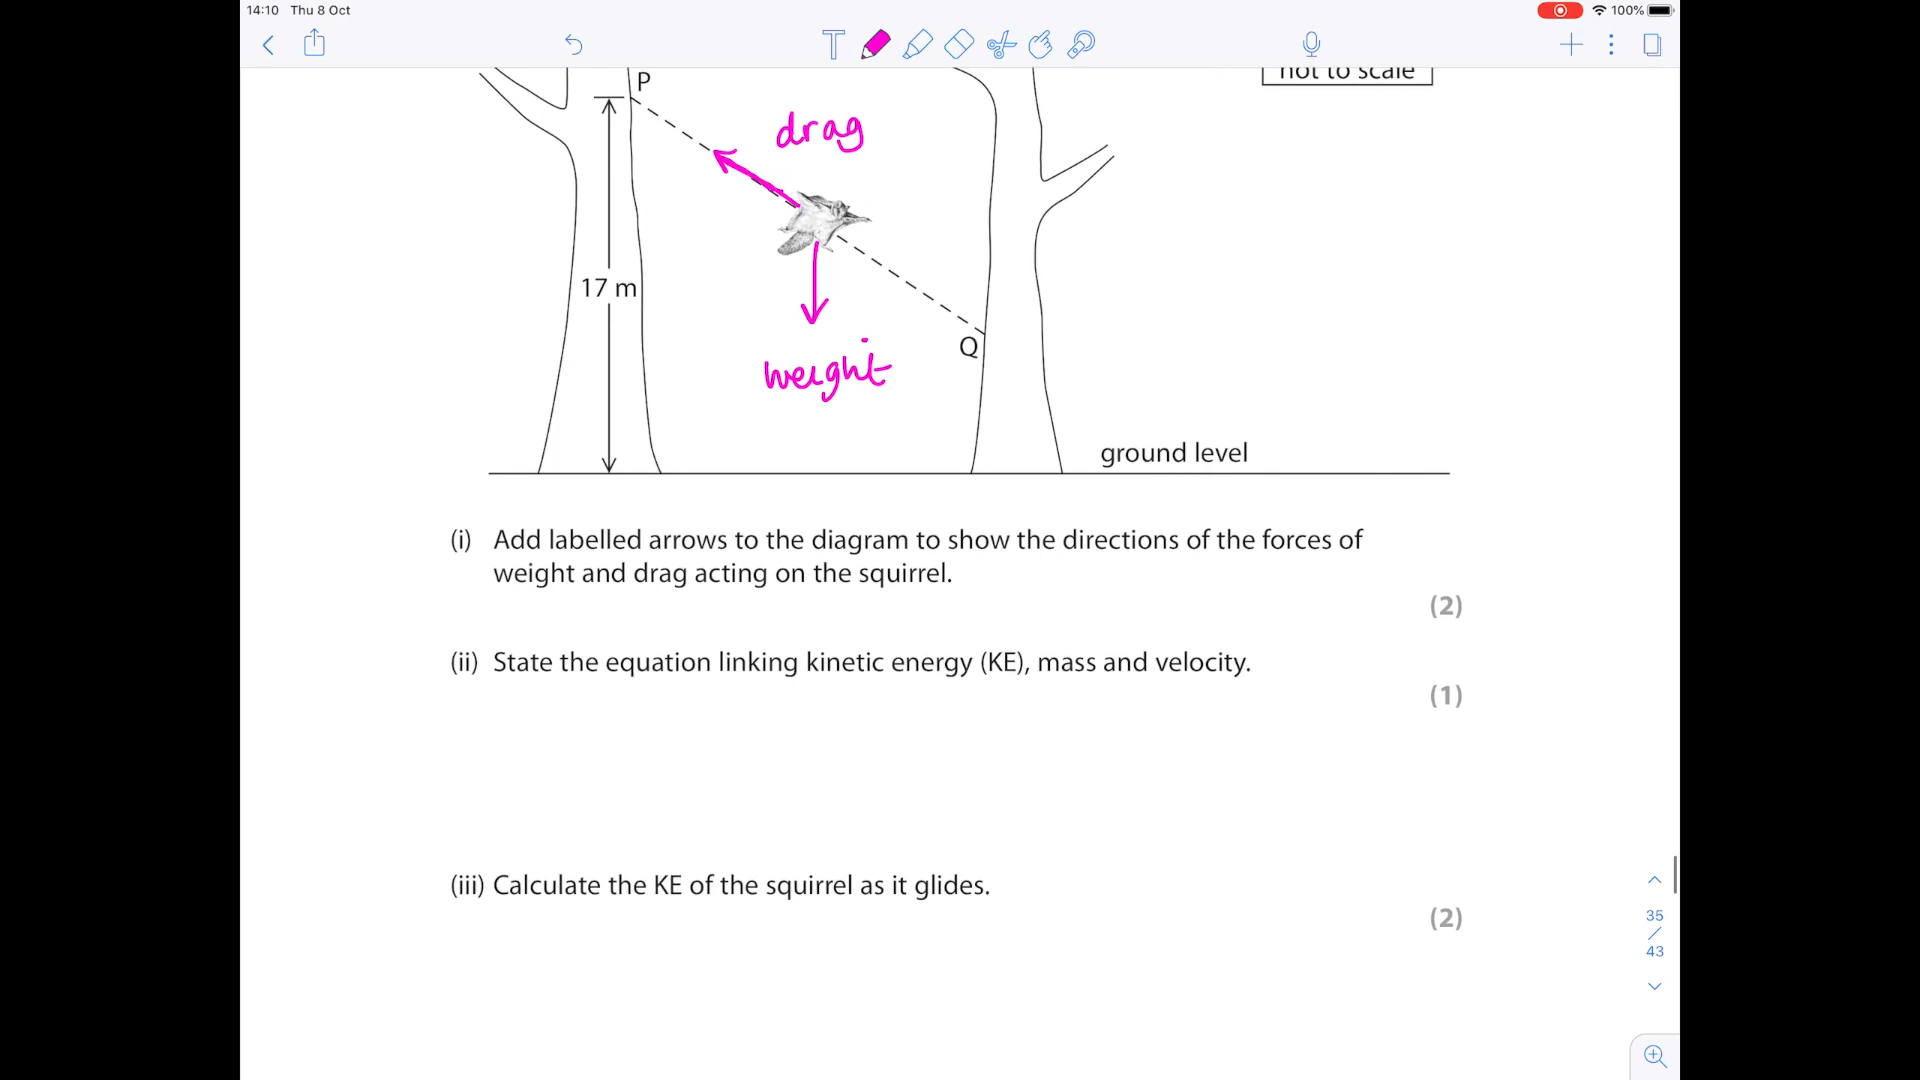 14:10 Thu 8 Oct
100%
T
P
not to scale
drag
17 m
Q
weight
ground level
(i) Add labelled arrows to the diagram to show the directions of the forces of
weight and drag acting on the squirrel.
(2)
(ii) State the equation linking kinetic energy (KE), mass and velocity.
(1)
(iii) Calculate the KE of the squirrel as it glides.
(2)
35
/
43